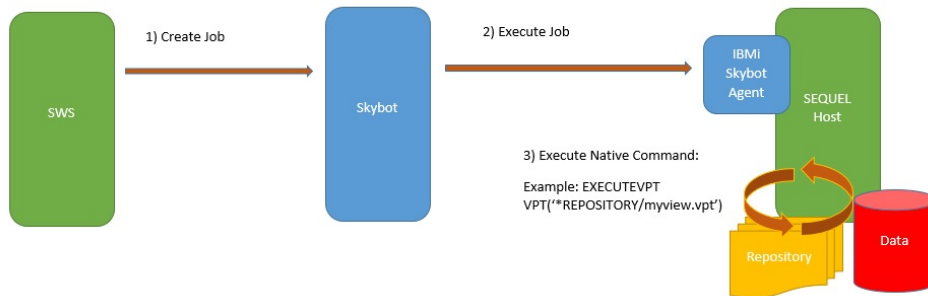 1) Create Job
2) Execute Job
SWS
Skybot
IBMi
Skybot
Agent
SEQUEL
Host
3) Execute Native Command:
Example: EXECUTEVPT
VPT(‘*REPOSITORY/myview.vpt’)
Repository
Data